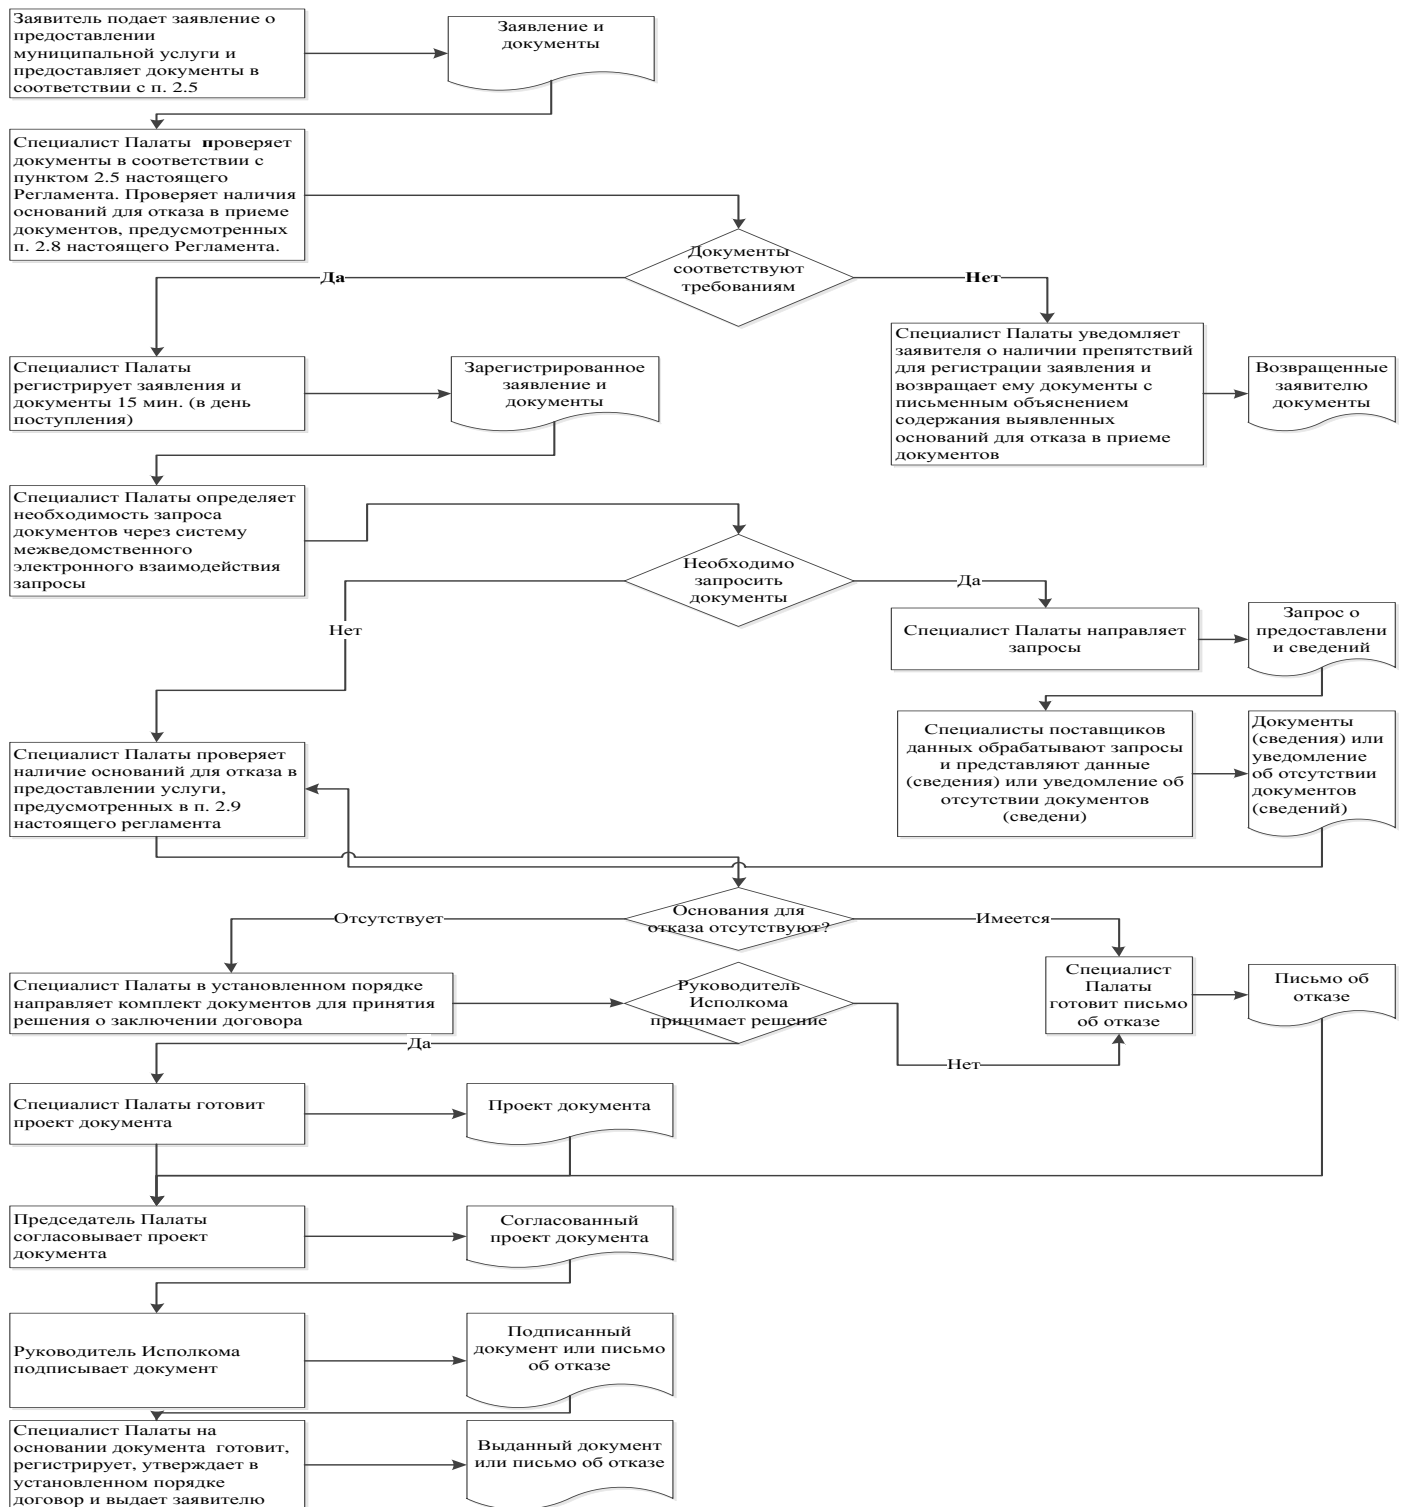 Заявитель подает заявление о
предоставлении
муниципальной услуги и
предоставляет документы в
соответствии с п. 2.5
Заявление и
документы
Специалист Палаты проверяет
документы в соответствии с
пунктом 2.5 настоящего
Регламента. Проверяет наличия
оснований для отказа в приеме
документов, предусмотренных
п. 2.8 настоящего Регламента.
Документы
соответствуют
требованиям
Да
Нет
Специалист Палаты
регистрирует заявления и
документы 15 мин. (в день
поступления)
Зарегистрированное
заявление и
документы
Специалист Палаты уведомляет
заявителя о наличии препятствий
для регистрации заявления и
возвращает ему документы с
письменным объяснением
содержания выявленных
оснований для отказа в приеме
документов
Возвращенные
заявителю
документы
Специалист Палаты определяет
необходимость запроса
документов через систему
межведомственного
электронного взаимодействия
запросы
Необходимо
запросить
документы
Да
Нет
Специалист Палаты направляет
запросы
Запрос о
предоставлени
и сведений
Специалисты поставщиков
данных обрабатывают запросы
и представляют данные
(сведения) или уведомление об
отсутствии документов
(сведени)
Документы
(сведения) или
уведомление
об отсутствии
документов
(сведений)
Специалист Палаты проверяет
наличие оснований для отказа в
предоставлении услуги,
предусмотренных в п. 2.9
настоящего регламента
Основания для
отказа отсутствуют?
Отсутствует
Имеется
Специалист Палаты в установленном порядке
направляет комплект документов для принятия
решения о заключении договора
Руководитель
Исполкома
принимает решение
Специалист
Палаты
готовит письмо
об отказе
Письмо об
отказе
Да
Нет
Специалист Палаты готовит
проект документа
Проект документа
Председатель Палаты
согласовывает проект
документа
Согласованный
проект документа
Руководитель Исполкома
подписывает документ
Подписанный
документ или письмо
об отказе
Специалист Палаты на
основании документа готовит,
регистрирует, утверждает в
установленном порядке
договор и выдает заявителю
Выданный документ
или письмо об отказе